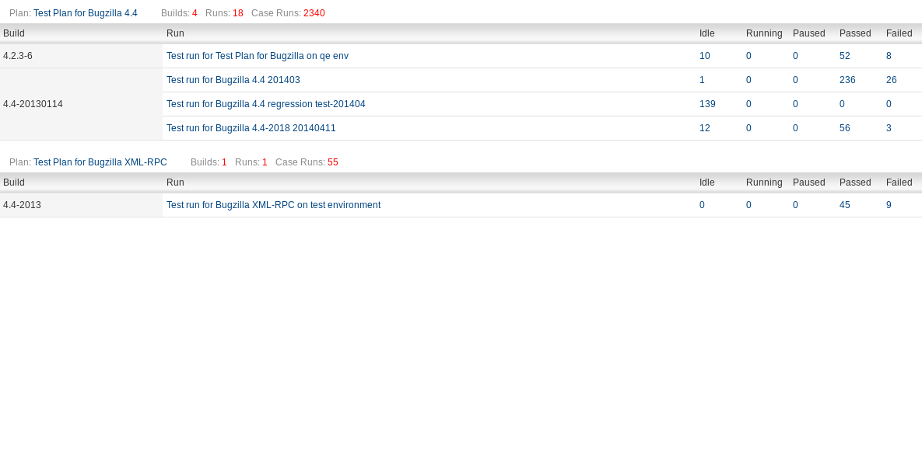 Plan: Test Plan for Bugzilla 4.4 Builds: 4 Runs: 18 Case Runs: 2340
Build Run Idle Running Paused Passed Failed
4.2.3-6 Test run for Test Plan for Bugzilla on qe env 10 0 0 52 8
Test run for Bugzilla 4.4 201403 1 0 0 236 26
4.4-20130114 Test run for Bugzilla 4.4 regression test-201404 139 0 0 0 0
Test run for Bugzilla 4.4-2018 20140411 12 0 0 56 3
Plan: Test Plan for Bugzilla XML-RPC Builds: 1 Runs: 1 Case Runs: 55
Build Run Idle Running Paused Passed Failed
4.4-2013 Test run for Bugzilla XML-RPC on test environment 0 0 0 45 9